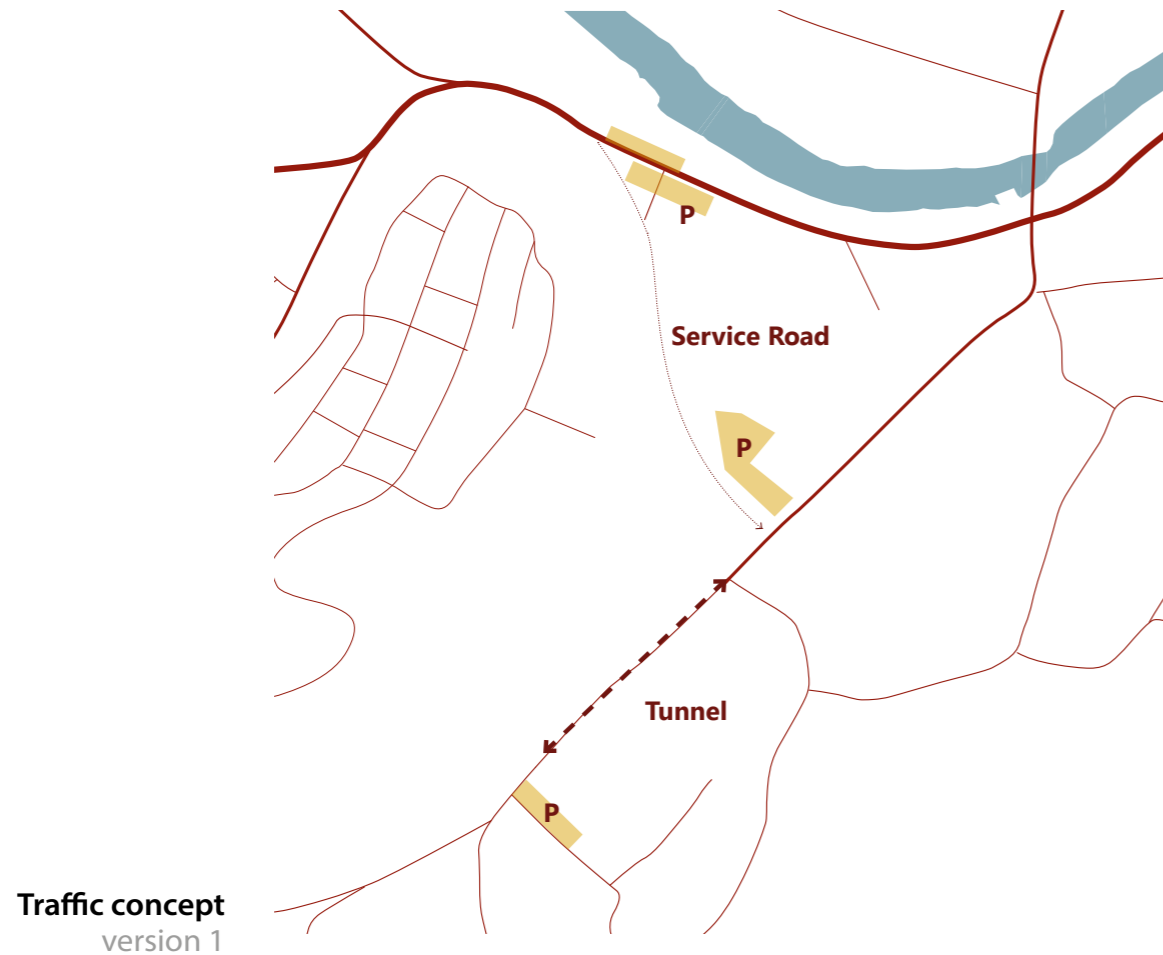 P
Service Road
P
Tunnel
P
Traffic concept
version 1